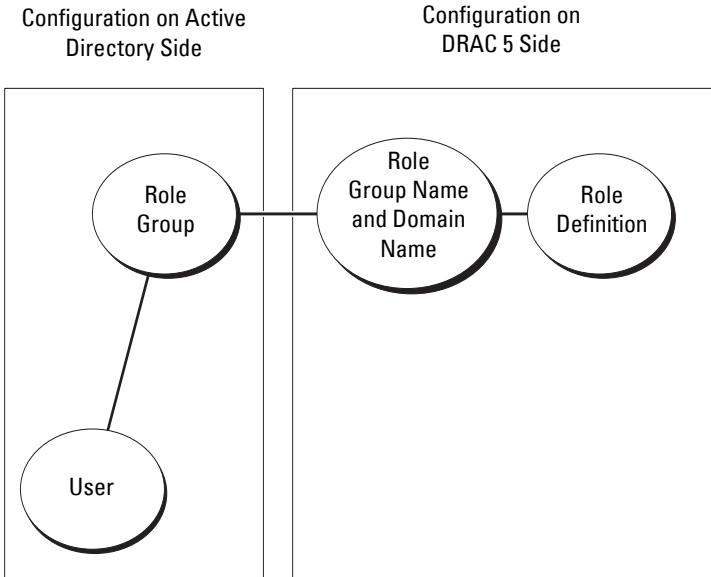 Configuration on Active
Directory Side
Configuration on
DRAC 5 Side
Role
Group
Role
Group Name
and Domain
Name
Role
Definition
User